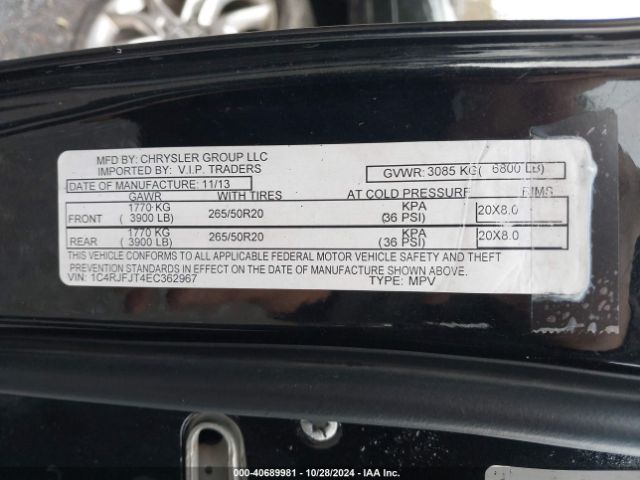 MFD BY: CHRYSLER GROUP LLC
IMPORTED BY: V.I.P. TRADERS
GVWR: 3085 KG( 6800 LB)
DATE OF MANUFACTURE: 11/13
GAWR WITH TIRES AT COLD PRESSURE RIMS
FRONT 1770 KG ( 3900 LB) 265/50R20 KPA (36 PSI) 20X8.0
REAR 1770 KG ( 3900 LB) 265/50R20 KPA (36 PSI) 20X8.0
THIS VEHICLE CONFORMS TO ALL APPLICABLE FEDERAL MOTOR VEHICLE SAFETY AND THEFT
PREVENTION STANDARDS IN EFFECT ON THE DATE OF MANUFACTURE SHOWN ABOVE.
VIN: 1C4RJFJT4EC362967 TYPE: MPV
000-40689981 | 10/28/2024 | IAA Inc.